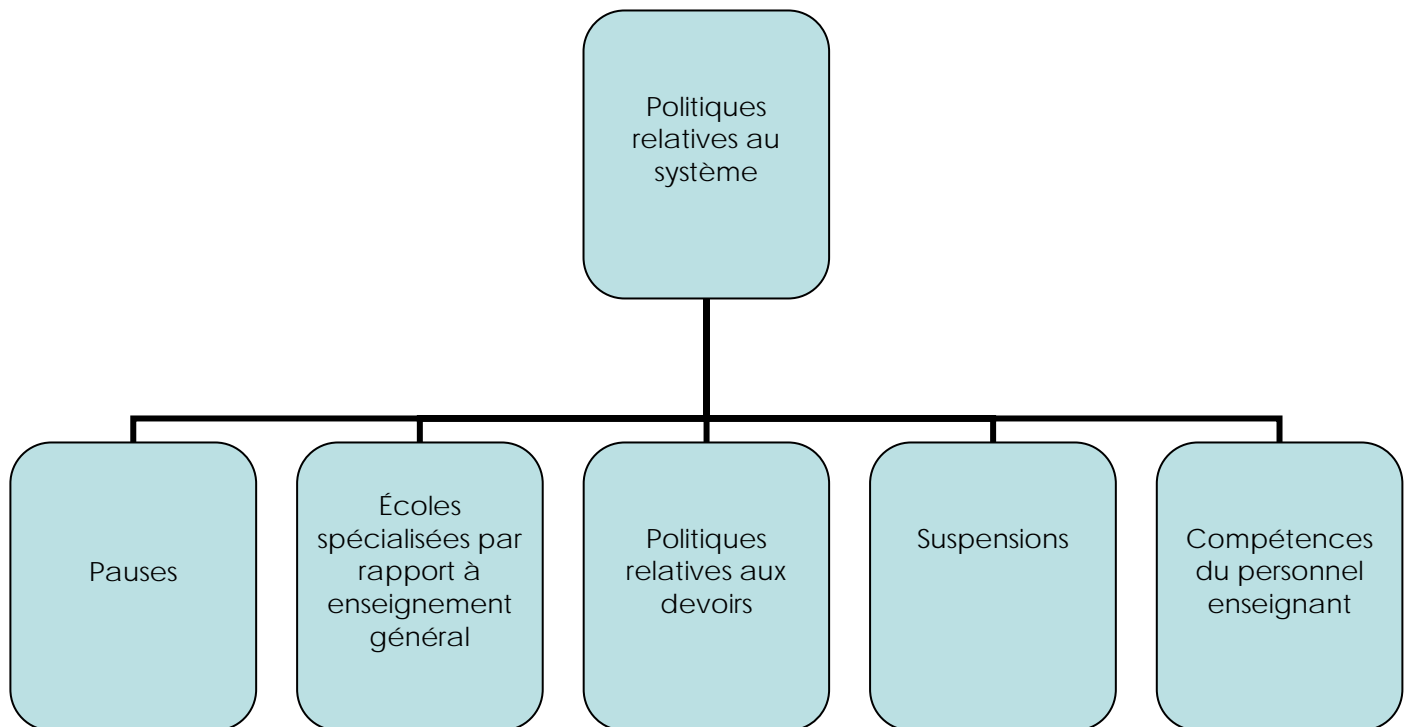 Politiques
relatives au
système
Pauses
Écoles
spécialisées par
rapport à
enseignement
général
Politiques
relatives aux
devoirs
Suspensions
Compétences
du personnel
enseignant